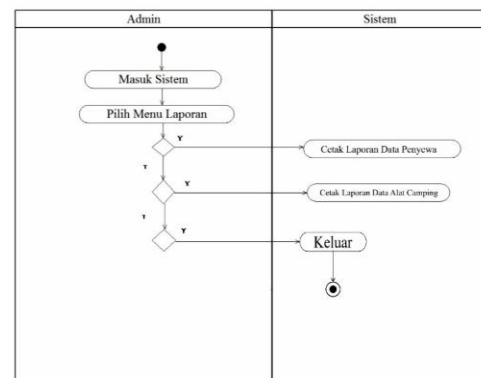 Admin
Sistem
Masuk Sistem
Pilih Menu Laporan
Y
Cetak Laporan Data Penyewa
T
Y
Cetak Laporan Data Alat Camping
T
Y
Keluar